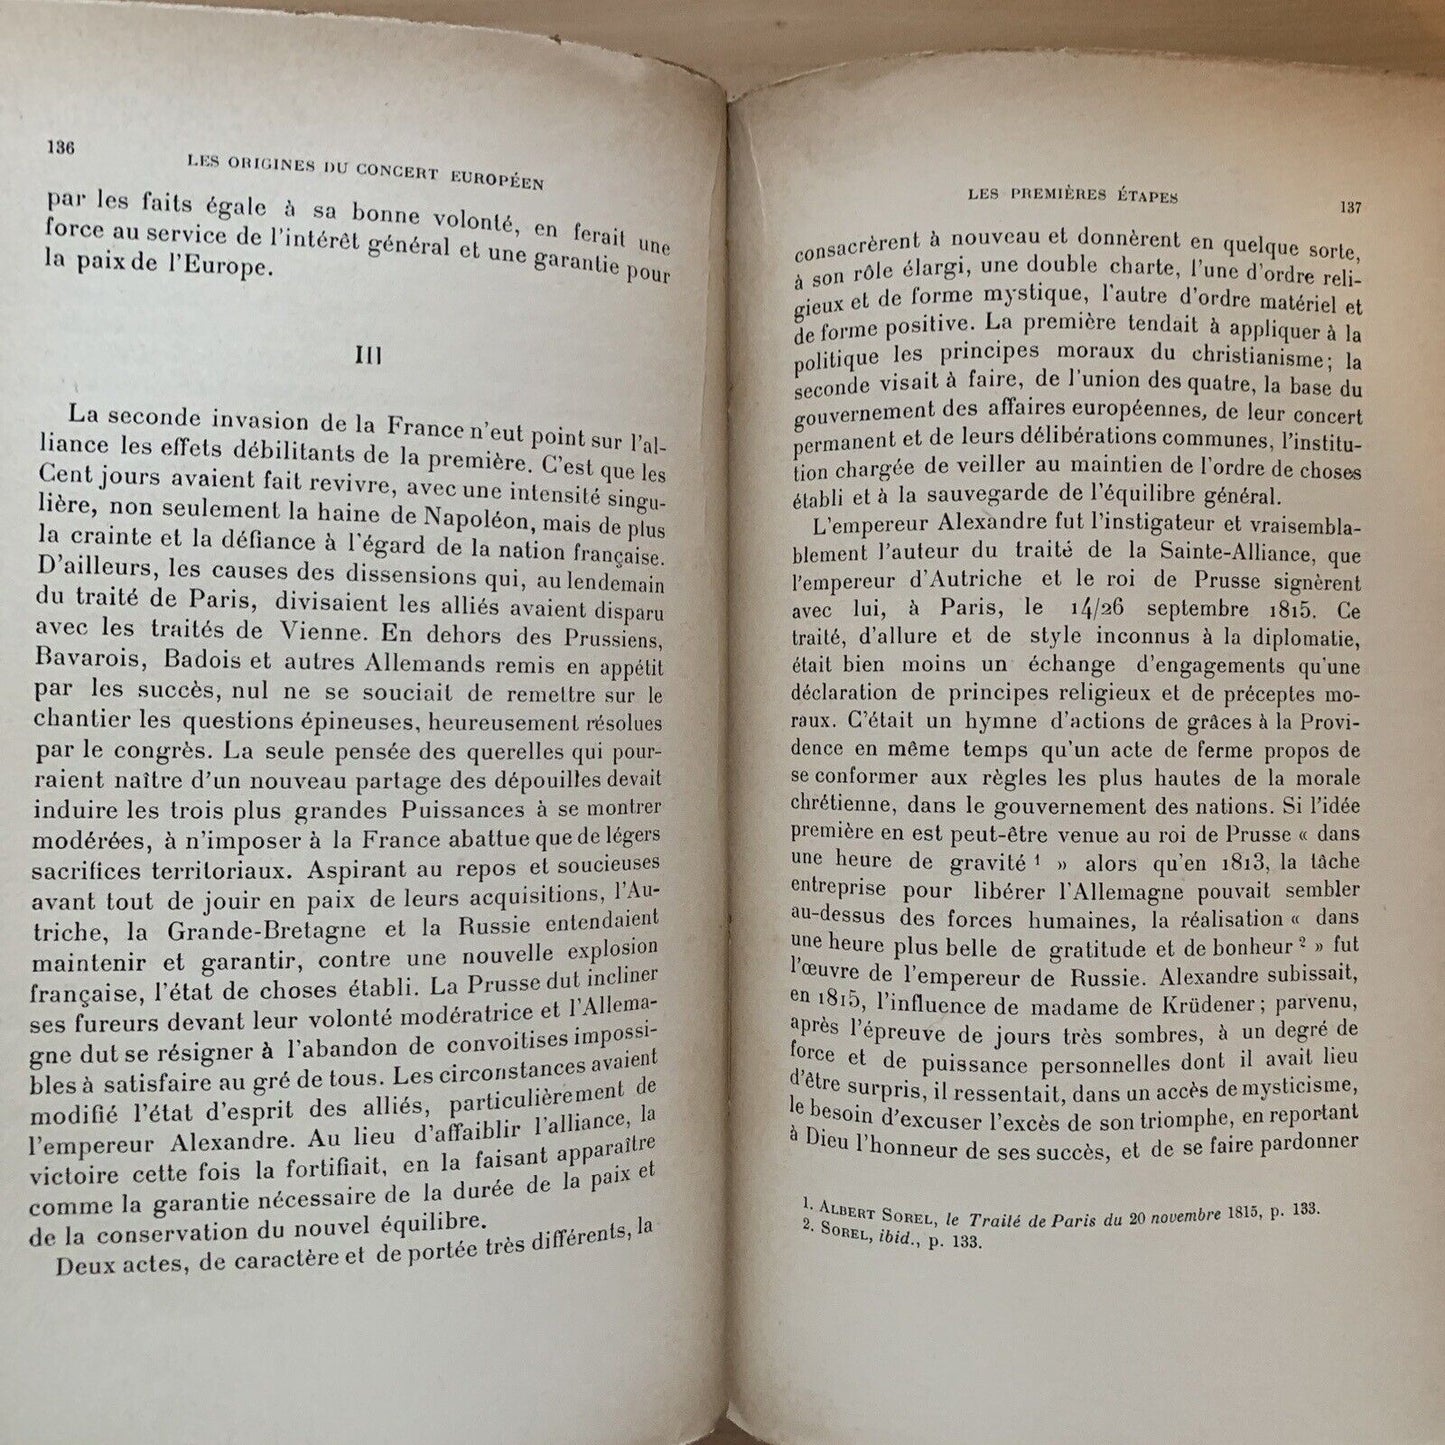 136
LES ORIGINES DU CONCERT EUROPÉEN
par les faits égale à sa bonne volonté, en ferait une
force au service de l'intérêt général et une garantie pour
la paix de l'Europe.
III
La seconde invasion de la France n'eut point sur l'al-
liance les effets débilitants de la première. C'est que les
Cent jours avaient fait revivre, avec une intensité singu-
lière, non seulement la haine de Napoléon, mais de plus
la crainte et la défiance à l'égard de la nation française.
D'ailleurs, les causes des dissensions qui, au lendemain
du traité de Paris, divisaient les alliés avaient disparu
avec les traités de Vienne. En dehors des Prussiens,
Bavarois, Badois et autres Allemands remis en appétit
par les succès, nul ne se souciait de remettre sur le
chantier les questions épineuses, heureusement résolues
par le congrès. La seule pensée des querelles qui pour-
raient naître d'un nouveau partage des dépouilles devait
induire les trois plus grandes Puissances à se montrer
modérées, à n'imposer à la France abattue que de légers
sacrifices territoriaux. Aspirant au repos et soucieuses
avant tout de jouir en paix de leurs acquisitions, l'Au-
triche, la Grande-Bretagne et la Russie entendaient
maintenir et garantir, contre une nouvelle explosion
française, l'état de choses établi. La Prusse dut incliner
ses fureurs devant leur volonté modératrice et l'Allema-
gne dut se résigner à l'abandon de convoitises impossi-
bles à satisfaire au gré de tous. Les circonstances avaient
modifié l'état d'esprit des alliés, particulièrement de
l'empereur Alexandre. Au lieu d'affaiblir l'alliance, la
victoire cette fois la fortifiait, en la faisant apparaître
comme la garantie nécessaire de la durée de la paix et
de la conservation du nouvel équilibre.
Deux actes, de caractère et de portée très différents, la
LES PREMIÈRES ÉTAPES
137
consacrèrent à nouveau et donnèrent en quelque sorte,
à son rôle élargi, une double charte, l'une d'ordre reli-
gieux et de forme mystique, l'autre d'ordre matériel et
de forme positive. La première tendait à appliquer à la
politique les principes moraux du christianisme; la
seconde visait à faire, de l'union des quatre, la base du
gouvernement des affaires européennes, de leur concert
permanent et de leurs délibérations communes, l'institu-
tion chargée de veiller au maintien de l'ordre de choses
établi et à la sauvegarde de l'équilibre général.
L'empereur Alexandre fut l'instigateur et vraisembla-
blement l'auteur du traité de la Sainte-Alliance, que
l'empereur d'Autriche et le roi de Prusse signèrent
avec lui, à Paris, le 14/26 septembre 1815. Ce
traité, d'allure et de style inconnus à la diplomatie,
était bien moins un échange d'engagements qu'une
déclaration de principes religieux et de préceptes mo-
raux. C'était un hymne d'actions de grâces à la Provi-
dence en même temps qu'un acte de ferme propos de
se conformer aux règles les plus hautes de la morale
chrétienne, dans le gouvernement des nations. Si l'idée
première en est peut-être venue au roi de Prusse « dans
une heure de gravité 1 » alors qu'en 1813, la tâche
entreprise pour libérer l'Allemagne pouvait sembler
au-dessus des forces humaines, la réalisation « dans
une heure plus belle de gratitude et de bonheur 2 » fut
l'œuvre de l'empereur de Russie. Alexandre subissait,
en 1815, l'influence de madame de Krüdener; parvenu,
après l'épreuve de jours très sombres, à un degré de
force et de puissance personnelles dont il avait lieu
d'être surpris, il ressentait, dans un accès de mysticisme,
le besoin d'excuser l'excès de son triomphe, en reportant
à Dieu l'honneur de ses succès, et de se faire pardonner
1. ALBERT SOREL, le Traité de Paris du 20 novembre 1815, p. 133.
2. SOREL, ibid., p. 133.